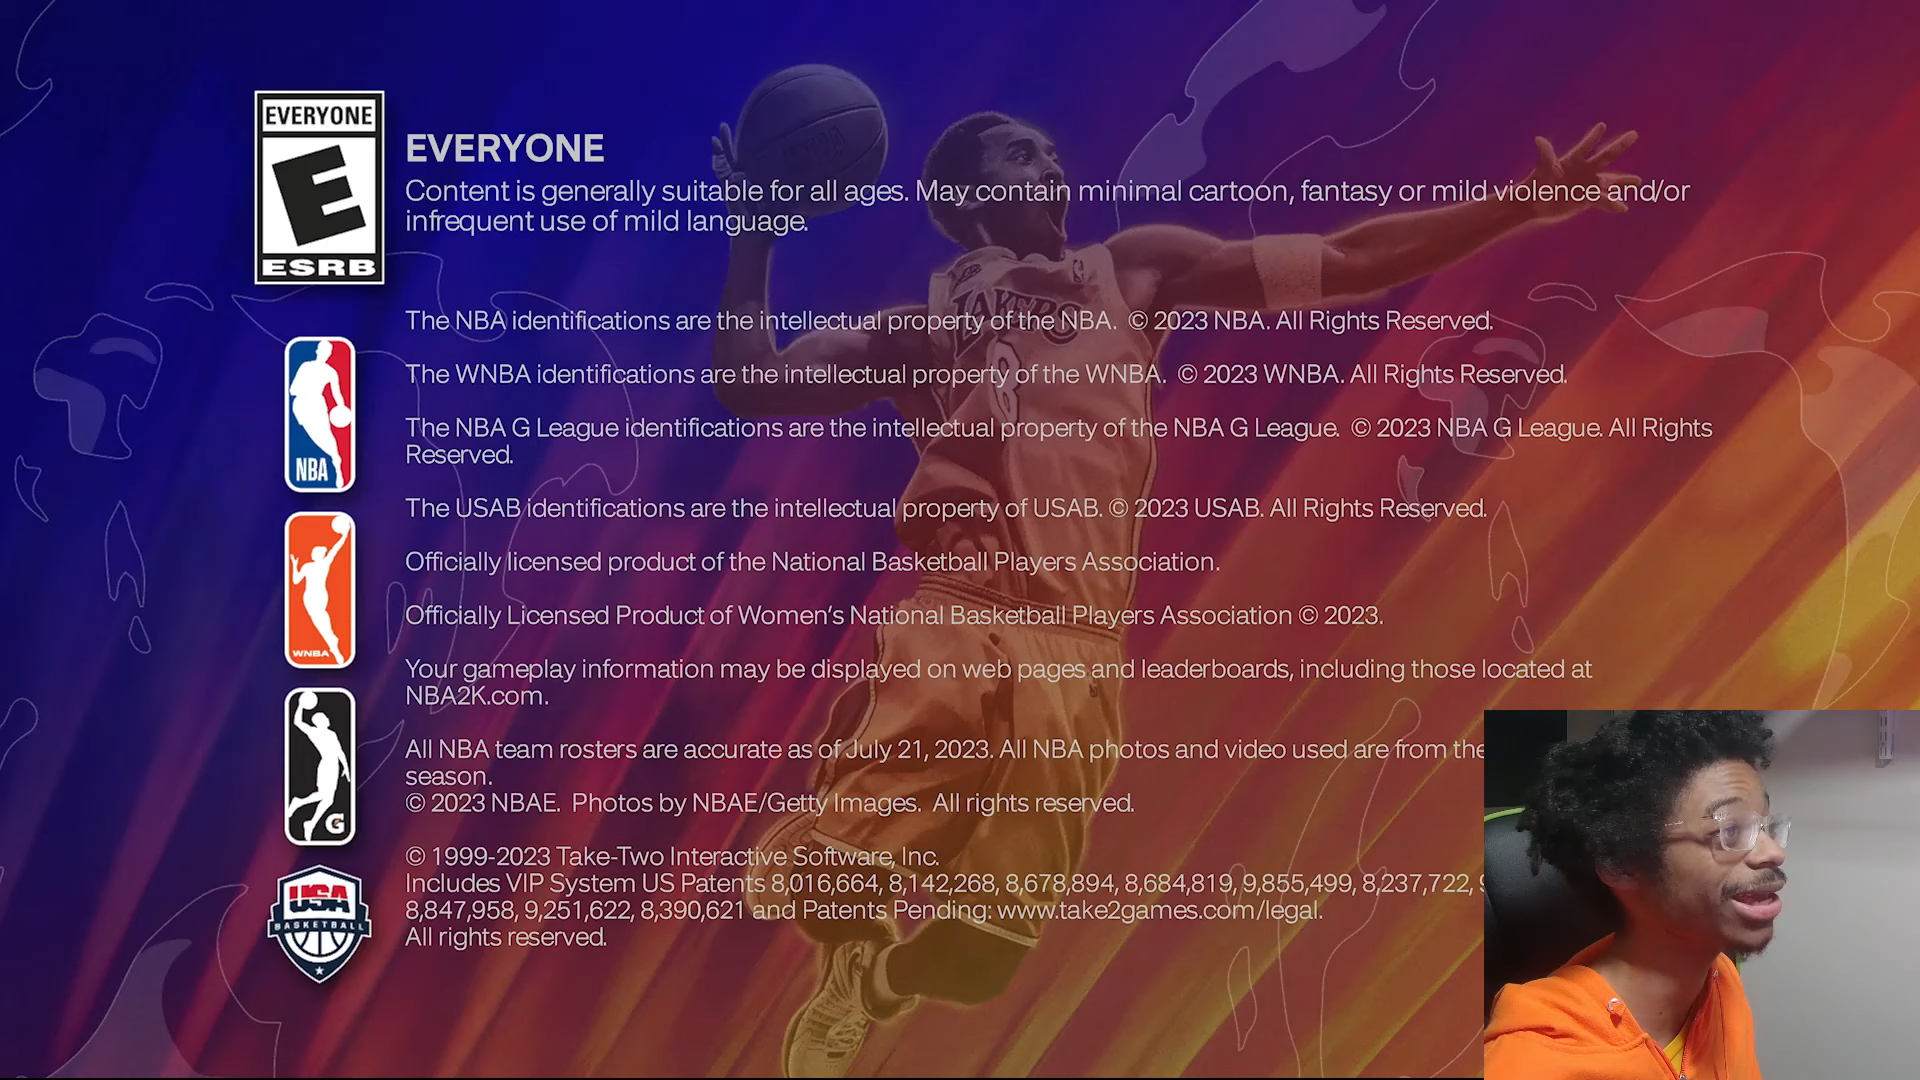 EVERYONE
E
ESRB
EVERYONE
Content is generally suitable for all ages. May contain minimal cartoon, fantasy or mild violence and/or
infrequent use of mild language.
LAKERS
8
The NBA identifications are the intellectual property of the NBA. © 2023 NBA. All Rights Reserved.
The WNBA identifications are the intellectual property of the WNBA. © 2023 WNBA. All Rights Reserved.
The NBA G League identifications are the intellectual property of the NBA G League. © 2023 NBA G League. All Rights
Reserved.
NBA
The USAB identifications are the intellectual property of USAB. © 2023 USAB. All Rights Reserved.
Officially licensed product of the National Basketball Players Association.
Officially Licensed Product of Women's National Basketball Players Association © 2023.
WNBA
Your gameplay information may be displayed on web pages and leaderboards, including those located at
NBA2K.com.
All NBA team rosters are accurate as of July 21, 2023. All NBA photos and video used are from the
season.
© 2023 NBAE. Photos by NBAE/Getty Images. All rights reserved.
G
© 1999-2023 Take-Two Interactive Software, Inc.
Includes VIP System US Patents 8,016,664, 8,142,268, 8,678,894, 8,684,819, 9,855,499, 8,237,722,
8,847,958, 9,251,622, 8,390,621 and Patents Pending: www.take2games.com/legal.
All rights reserved.
USA
BASKETBALL